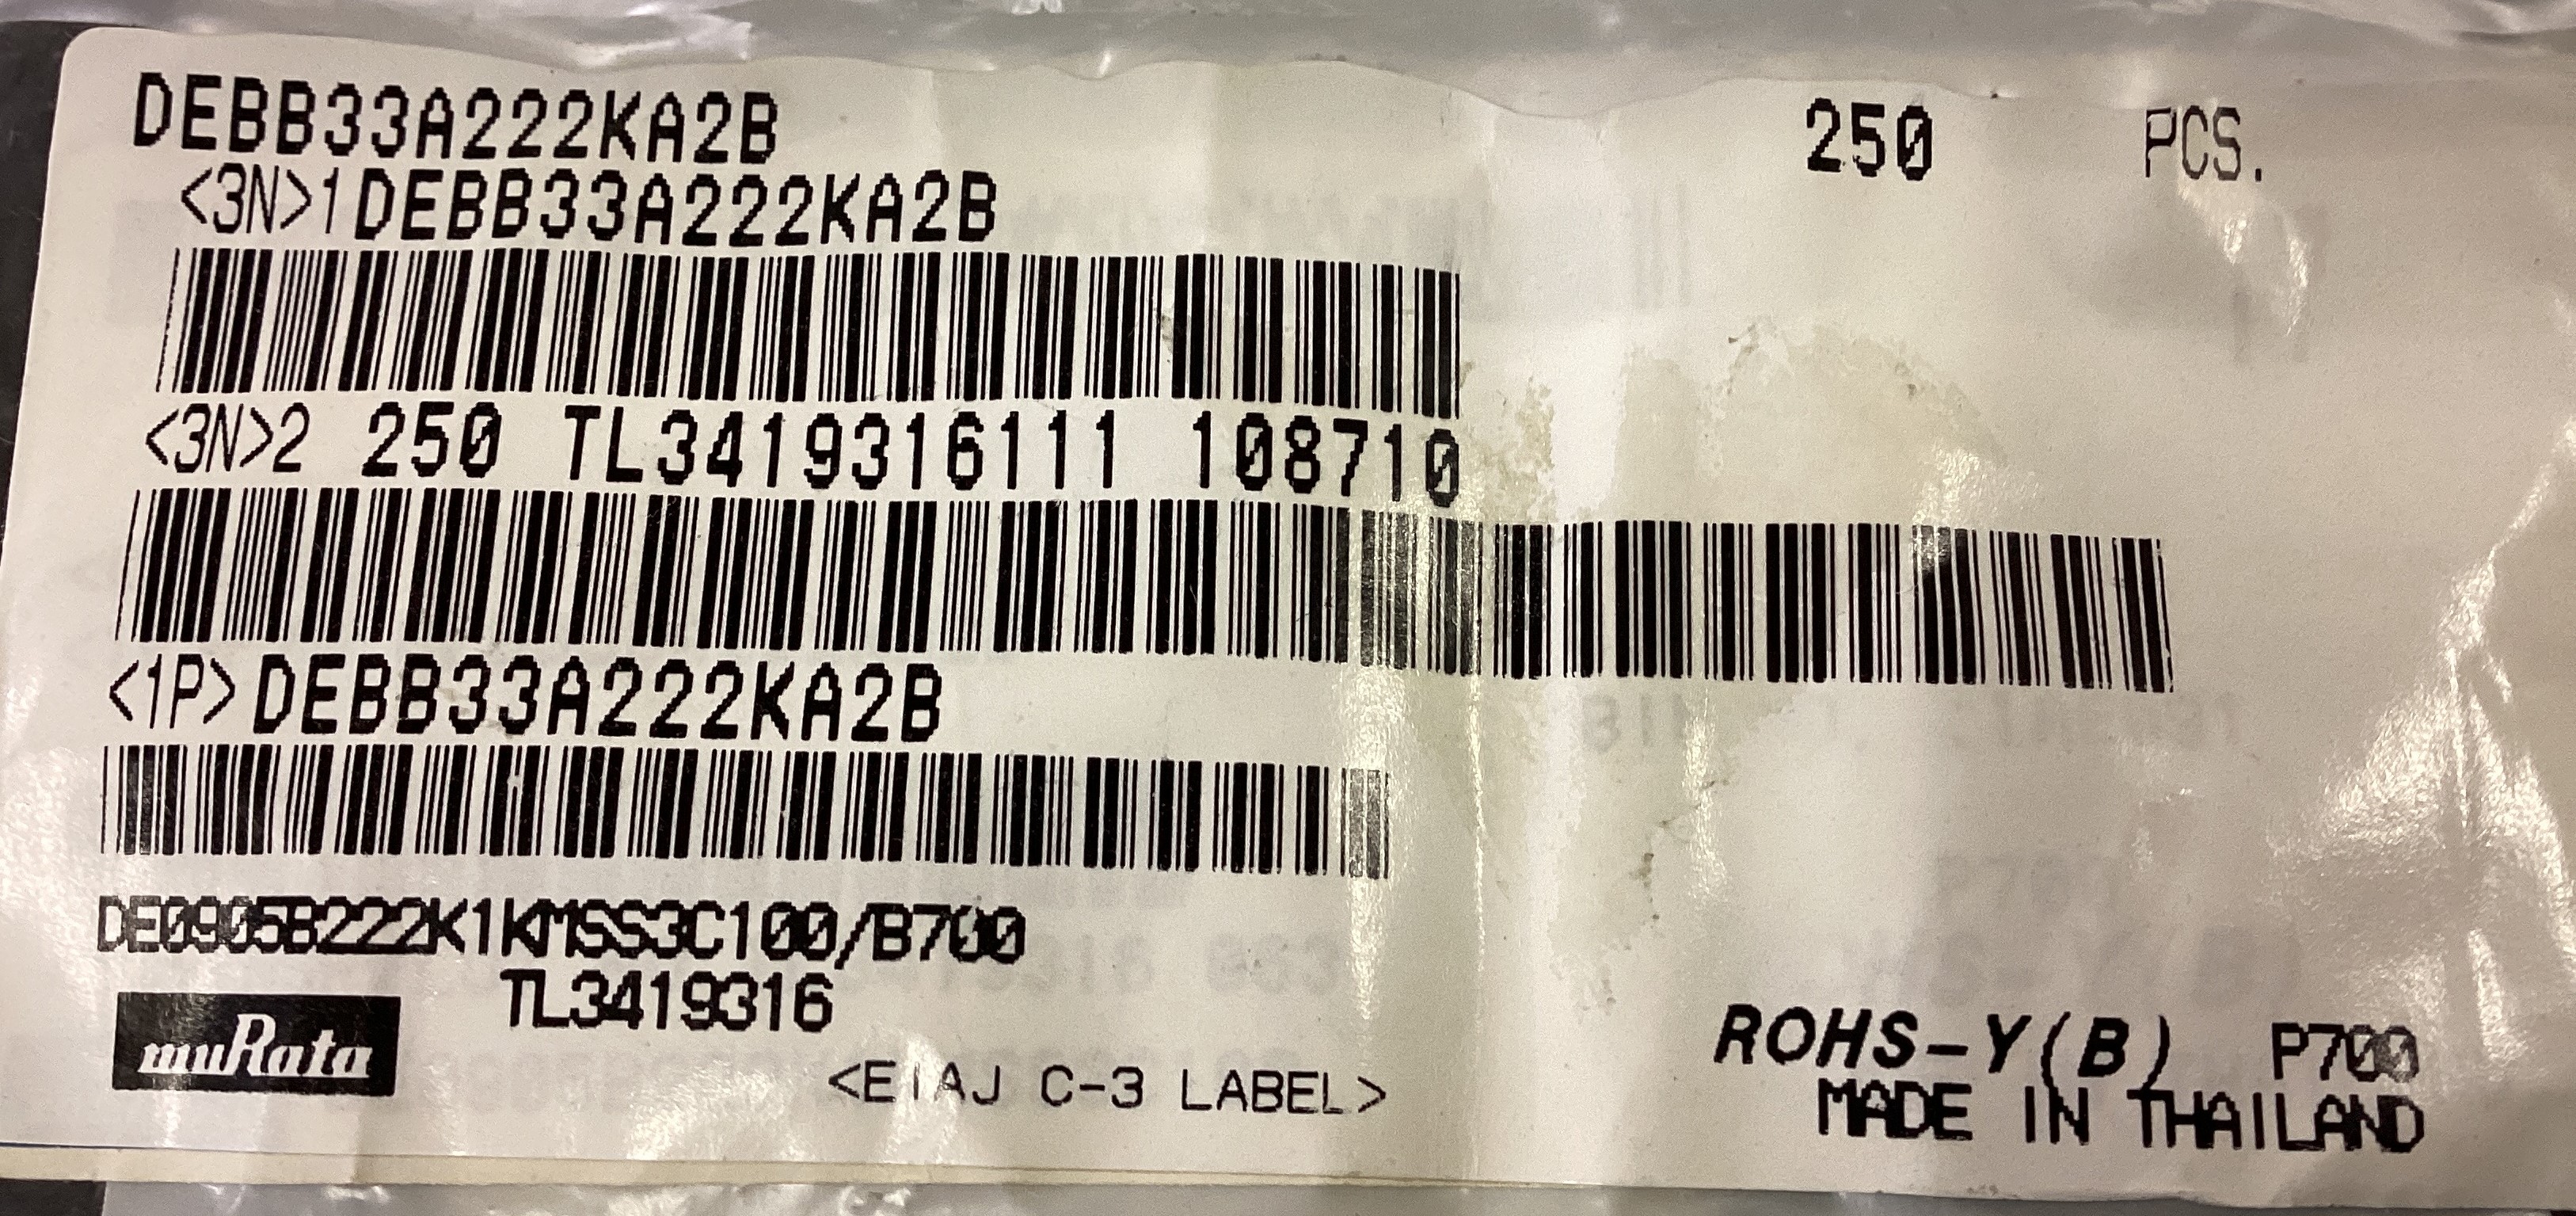 DEBB33A222KA2B 250 PCS.
<3N>1DEBB33A222KA2B
<3N>2 250 TL3419316111 108710
<1P>DEBB33A222KA2B
DE0905B222K1KMSS3C100/B700
TL3419316
muRata
<EIAJ C-3 LABEL>
ROHS-Y(B) P700
MADE IN THAILAND